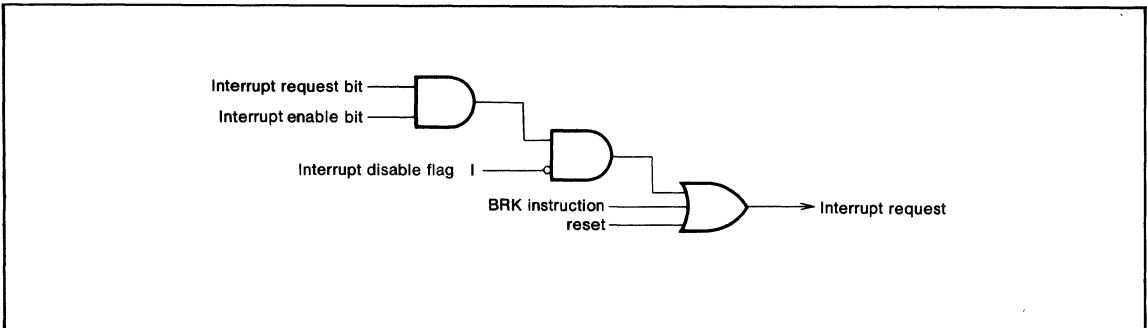 Interrupt request bit
Interrupt enable bit
Interrupt disable flag I
BRK instruction
reset
Interrupt request